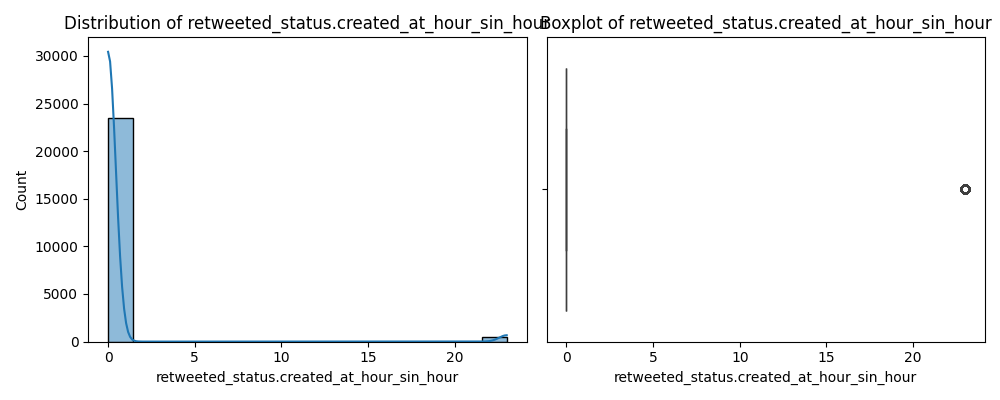 Distribution of retweeted_status.created_at_hour_sin_hour
30000
25000
20000
15000
10000
5000
0
Count
0 5 10 15 20
retweeted_status.created_at_hour_sin_hour
Boxplot of retweeted_status.created_at_hour_sin_hour
0 5 10 15 20
retweeted_status.created_at_hour_sin_hour